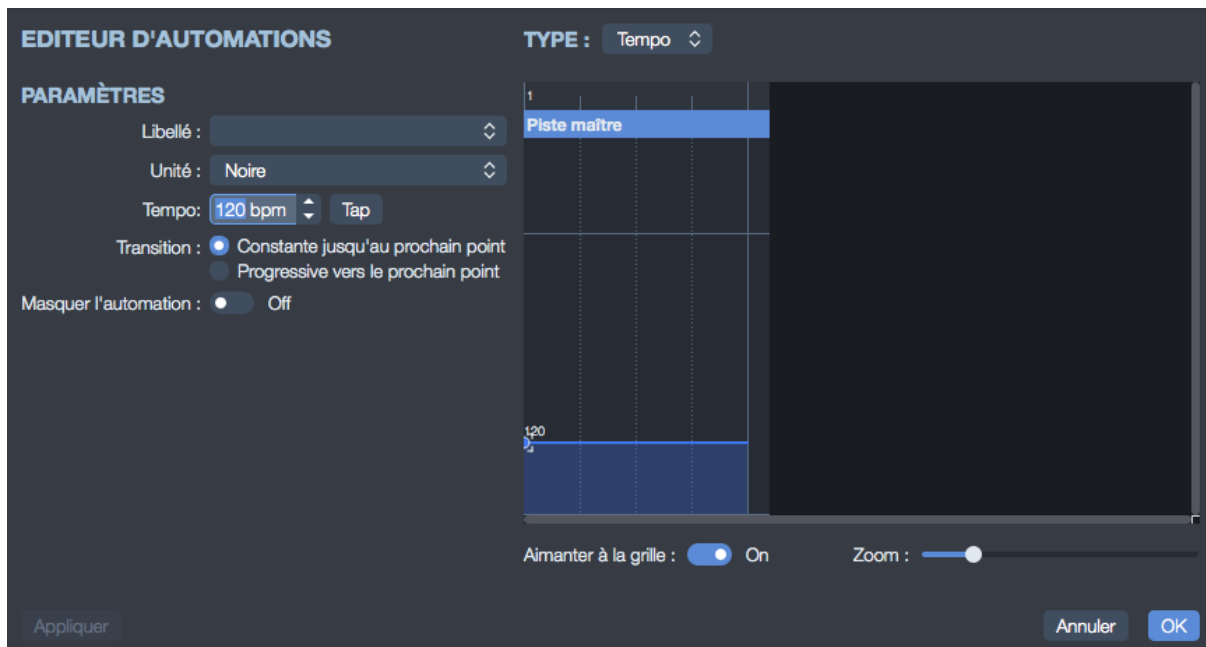 EDITEUR D'AUTOMATIONS
TYPE : Tempo
PARAMÈTRES
Libellé :
Unité : Noire
Tempo: 120 bpm Tap
Transition : Constante jusqu'au prochain point
Progressive vers le prochain point
Masquer l'automation : Off
1
Piste maître
120
Aimanter à la grille : On
Zoom :
Appliquer
Annuler
OK